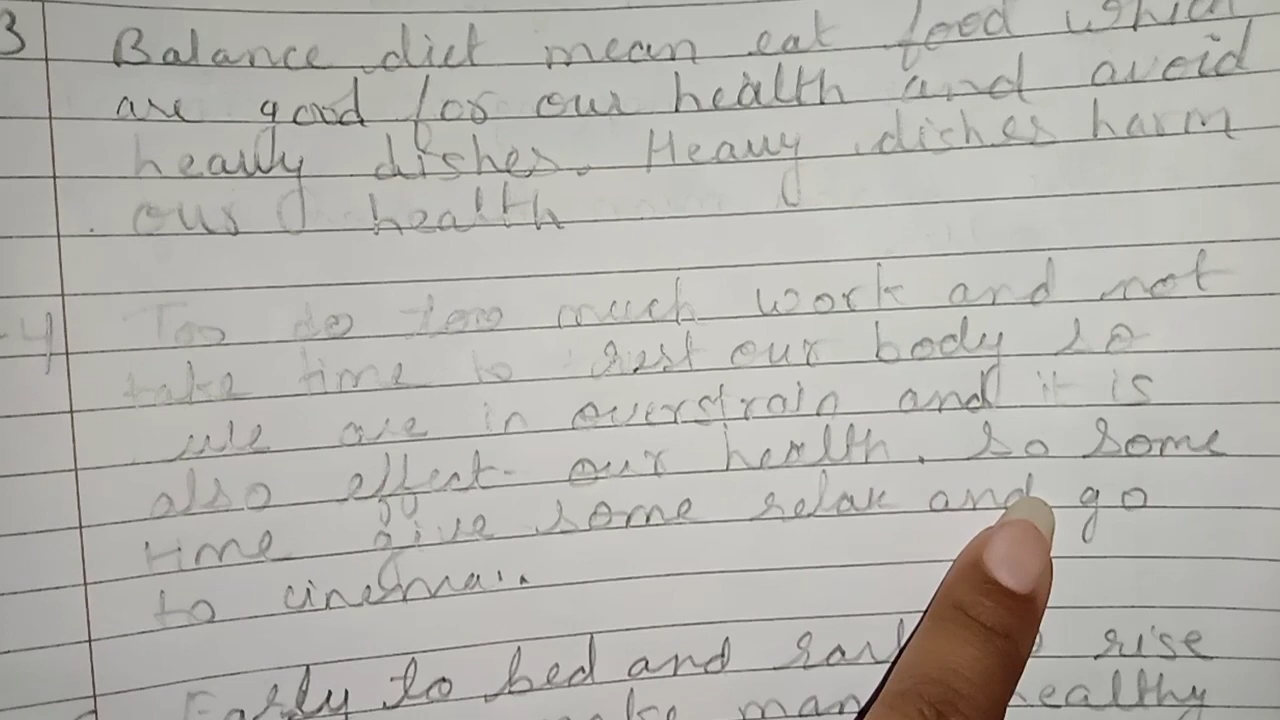 3 Balance diet mean eat food which
are good for our health and avoid
heavly dishes. Heavy dishes harm
our health
4 Too do too much work and not
take time to rest our body so
we are in overstrain and it is
also effect our health. So some
time give some relax and go
to cinema.
Early to bed and rise
man healthy